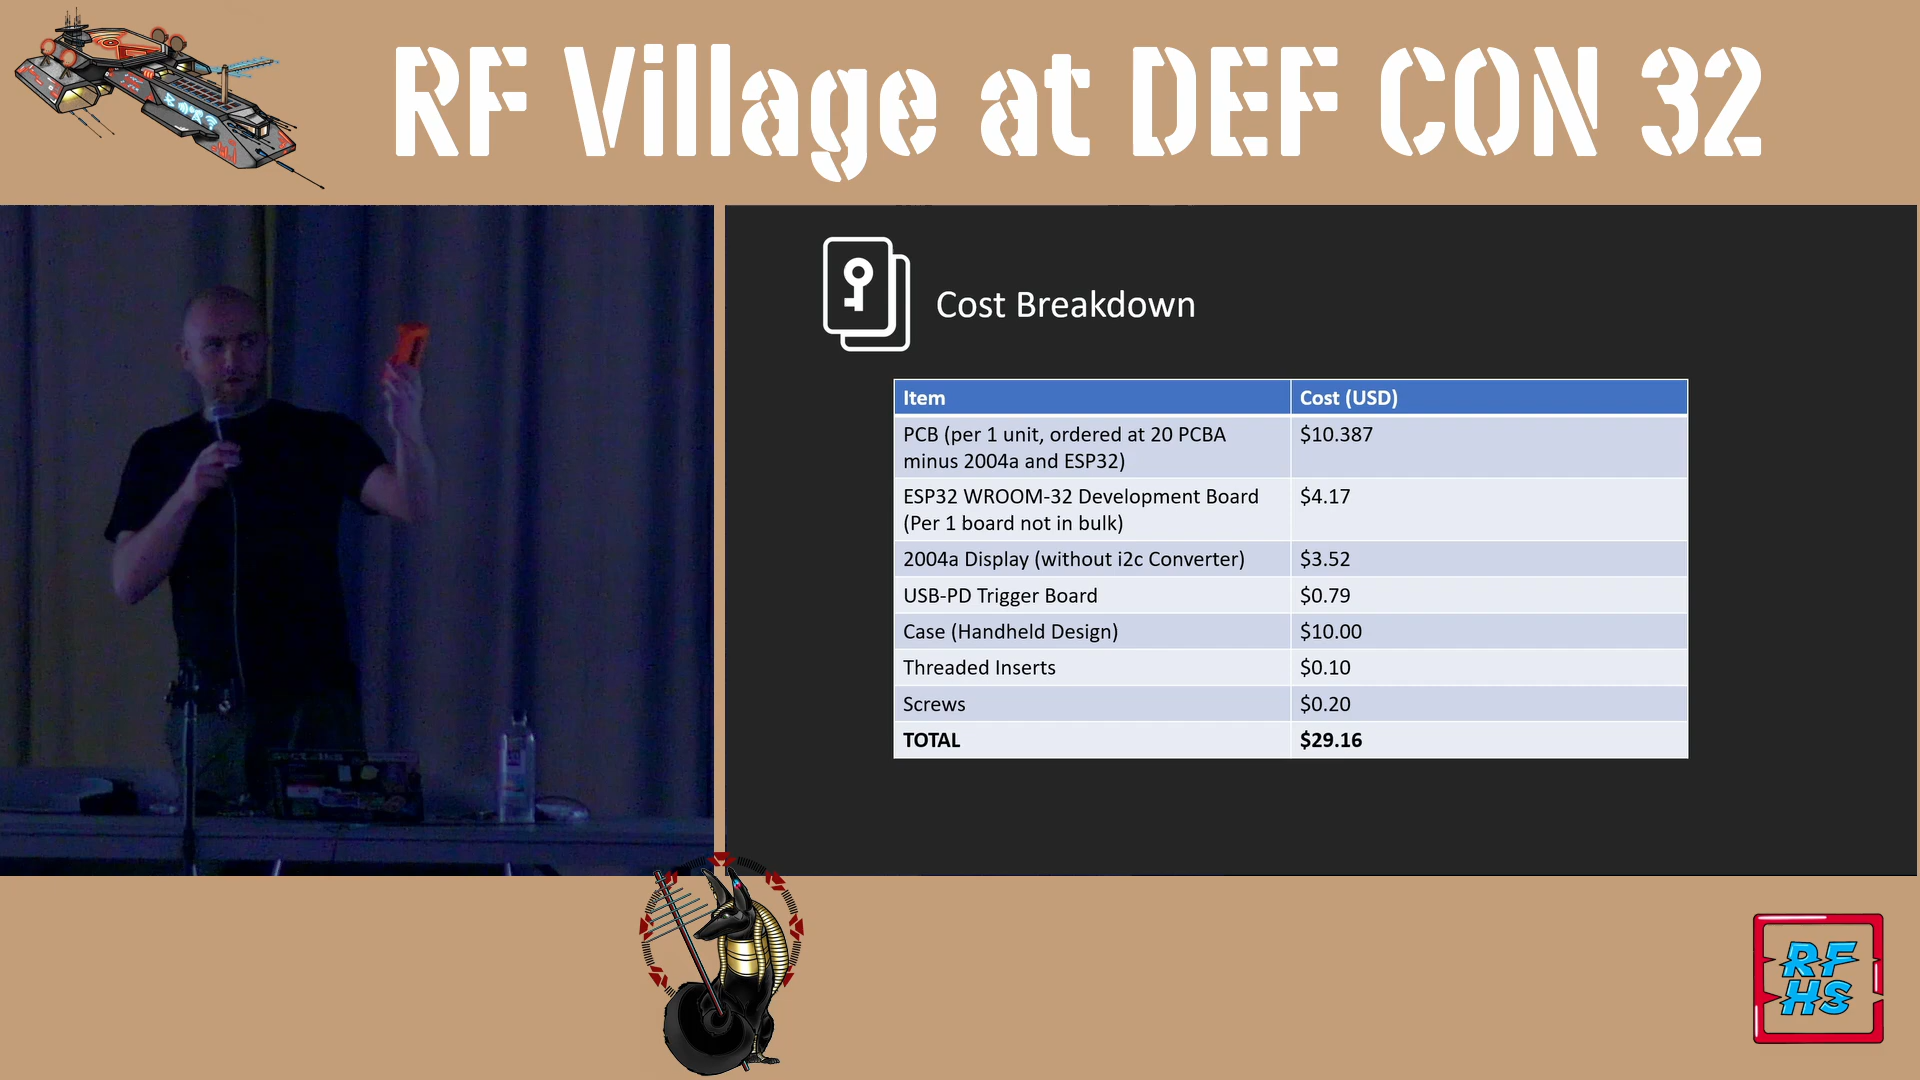 RF Village at DEF CON 32
Cost Breakdown
Item Cost (USD)
PCB (per 1 unit, ordered at 20 PCBA $10.387
minus 2004a and ESP32)
ESP32 WROOM-32 Development Board $4.17
(Per 1 board not in bulk)
2004a Display (without i2c Converter) $3.52
USB-PD Trigger Board $0.79
Case (Handheld Design) $10.00
Threaded Inserts $0.10
Screws $0.20
TOTAL $29.16
RF
HS